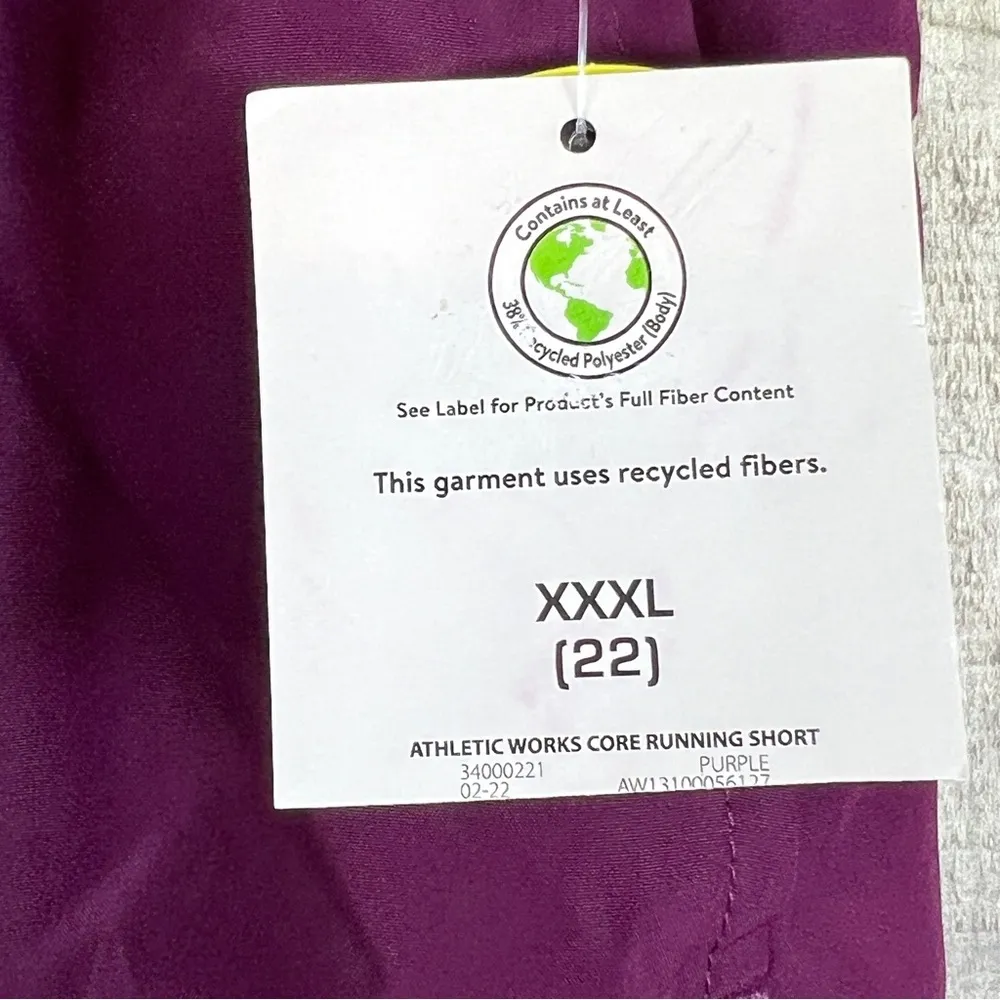 Contains at Least
38% Recycled Polyester (Body)
See Label for Product's Full Fiber Content
This garment uses recycled fibers.
XXXL
(22)
ATHLETIC WORKS CORE RUNNING SHORT
34000221 PURPLE
02-22 AW13100056127